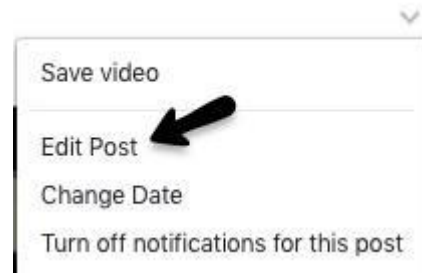 Save video
Edit Post
Change Date
Turn off notifications for this post